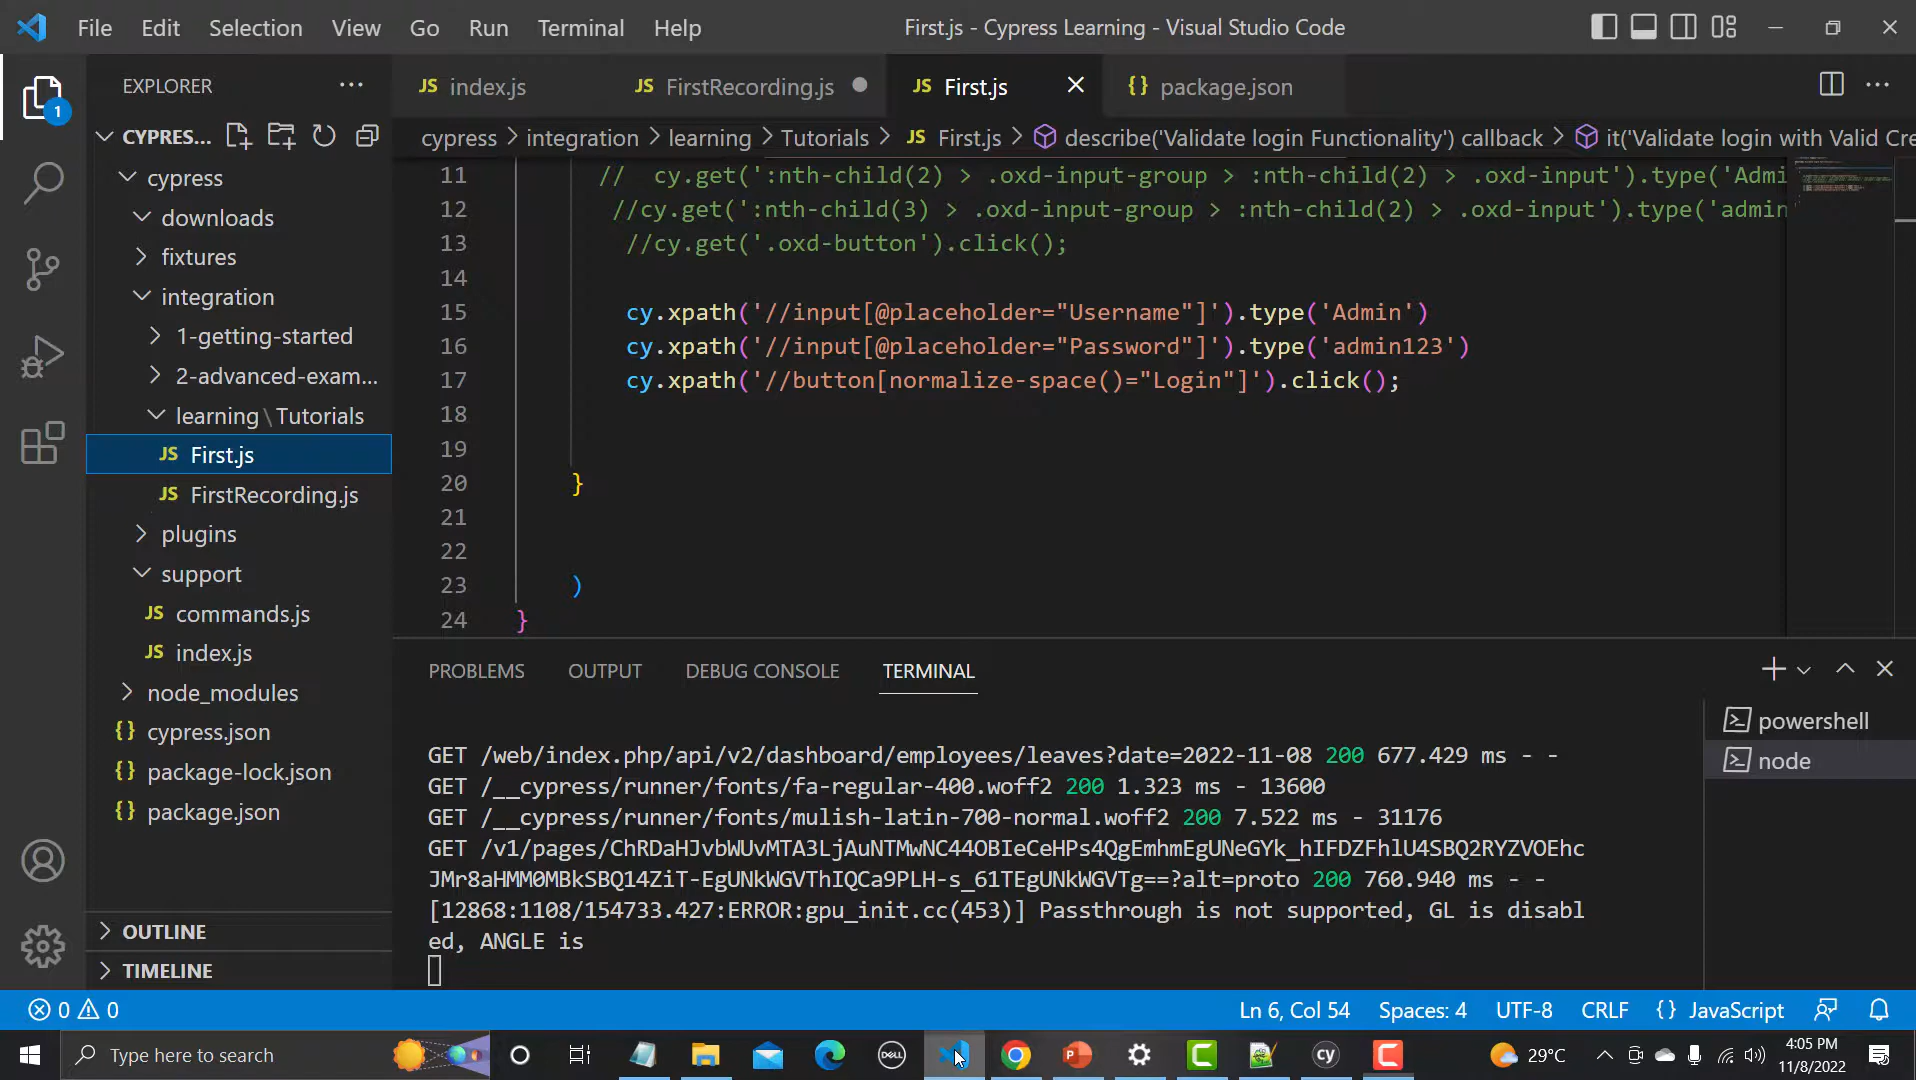 File Edit Selection View Go Run Terminal Help
First.js - Cypress Learning - Visual Studio Code
EXPLORER
JS index.js
JS FirstRecording.js
JS First.js
{} package.json
CYPRES...
cypress > integration > learning > Tutorials > JS First.js > describe('Validate login Functionality') callback > it('Validate login with Valid Cre
1
cypress
downloads
fixtures
integration
1-getting-started
2-advanced-exam...
learning\Tutorials
JS First.js
JS FirstRecording.js
plugins
support
JS commands.js
JS index.js
node_modules
{} cypress.json
{} package-lock.json
{} package.json
OUTLINE
TIMELINE
11 // cy.get(':nth-child(2) > .oxd-input-group > :nth-child(2) > .oxd-input').type('Admi
12 //cy.get(':nth-child(3) > .oxd-input-group > :nth-child(2) > .oxd-input').type('admin
13 //cy.get('.oxd-button').click();
14
15 cy.xpath('//input[@placeholder="Username"]').type('Admin')
16 cy.xpath('//input[@placeholder="Password"]').type('admin123')
17 cy.xpath('//button[normalize-space()="Login"]').click();
18
19
20 }
21
22
23 )
24 }
PROBLEMS OUTPUT DEBUG CONSOLE TERMINAL
powershell
node
GET /web/index.php/api/v2/dashboard/employees/leaves?date=2022-11-08 200 677.429 ms - -
GET /__cypress/runner/fonts/fa-regular-400.woff2 200 1.323 ms - 13600
GET /__cypress/runner/fonts/mulish-latin-700-normal.woff2 200 7.522 ms - 31176
GET /v1/pages/ChRDaHJvbWUvMTA3LjAuNTMwNC44OBIeCeHPs4QgEmhmEgUNeGYk_hIFDZFhlU4SBQ2RYZVOEhc
JMr8aHMM0MBkSBQ14ZiT-EgUNkWGVThIQCa9PLH-s_61TEgUNkWGVTg==?alt=proto 200 760.940 ms - -
[12868:1108/154733.427:ERROR:gpu_init.cc(453)] Passthrough is not supported, GL is disabl
ed, ANGLE is
0 0
Ln 6, Col 54 Spaces: 4 UTF-8 CRLF {} JavaScript
Type here to search
DELL
P
C
cy
C
29°C
4:05 PM
11/8/2022